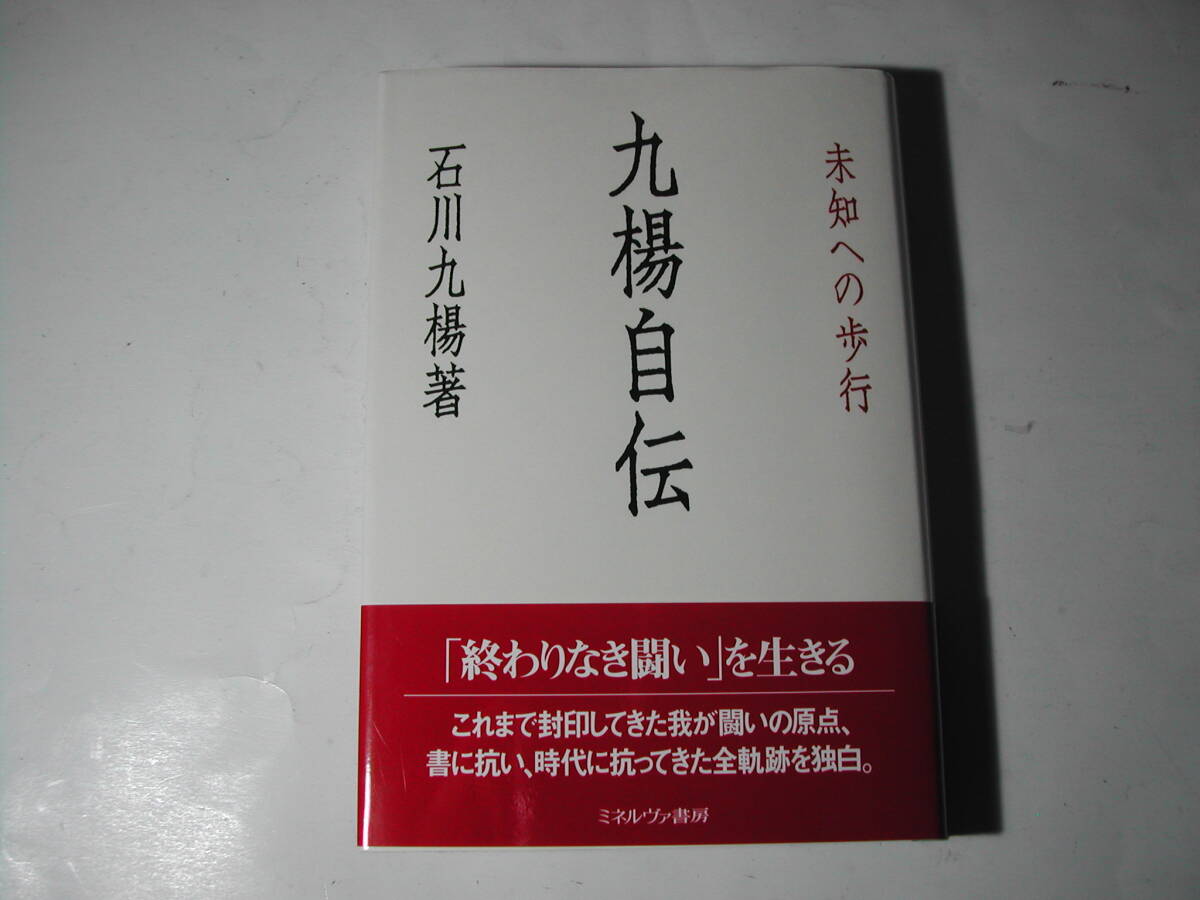 未知への歩行
九楊自伝
石川九楊著
「終わりなき闘い」を生きる
これまで封印してきた我が闘いの原点、
書に抗い、時代に抗ってきた全軌跡を独白。
ミネルヴァ書房